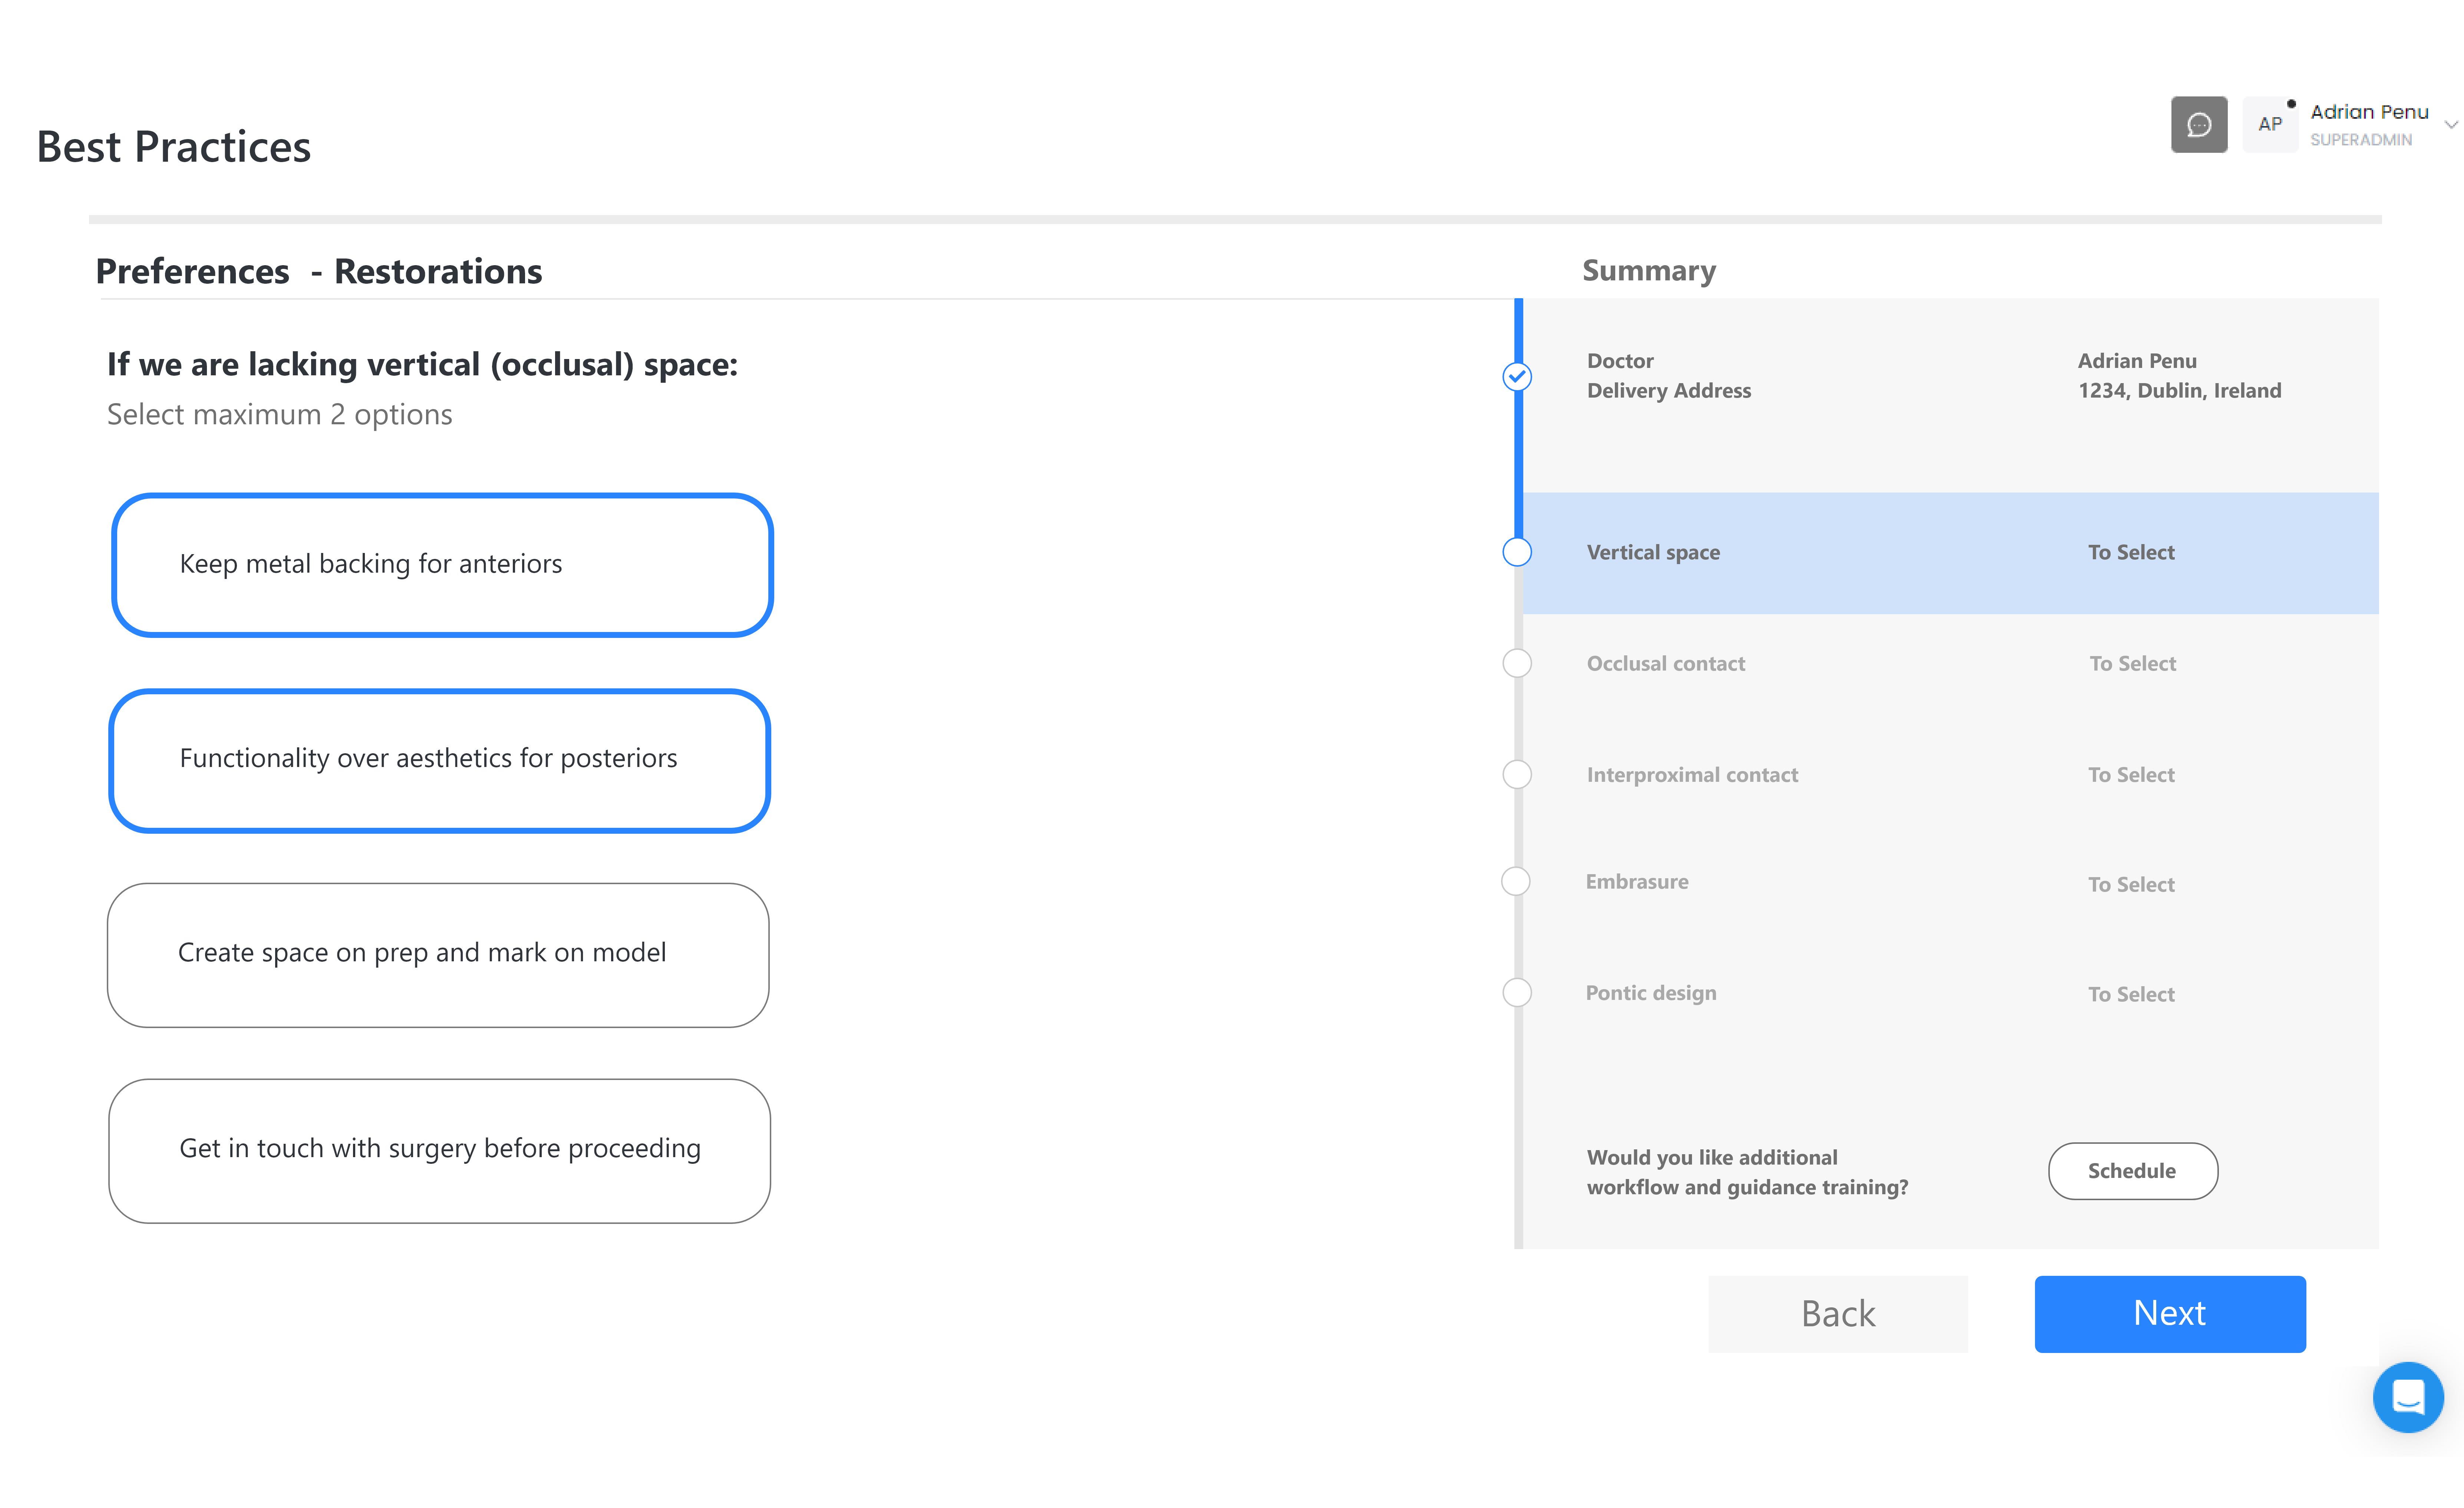 Best Practices
AP
Adrian Penu
SUPERADMIN
Preferences - Restorations
If we are lacking vertical (occlusal) space:
Select maximum 2 options
Keep metal backing for anteriors
Functionality over aesthetics for posteriors
Create space on prep and mark on model
Get in touch with surgery before proceeding
Summary
Doctor Adrian Penu
Delivery Address 1234, Dublin, Ireland
Vertical space To Select
Occlusal contact To Select
Interproximal contact To Select
Embrasure To Select
Pontic design To Select
Would you like additional
workflow and guidance training?
Schedule
Back
Next